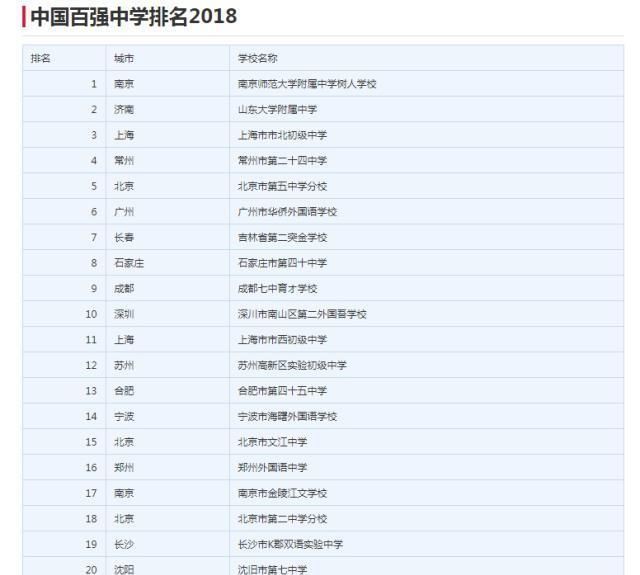 中国百强中学排名2018
排名 城市 学校名称
1 南京 南京师范大学附属中学树人学校
2 济南 山东大学附属中学
3 上海 上海市市北初级中学
4 常州 常州市第二十四中学
5 北京 北京市第五中学分校
6 广州 广州市华侨外国语学校
7 长春 吉林省第二突金学校
8 石家庄 石家庄市第四十中学
9 成都 成都七中育才学校
10 深圳 深川市南山区第二外国吾学校
11 上海 上海市市西初级中学
12 苏州 苏州高新区实验初级中学
13 合肥 合肥市第四十五中学
14 宁波 宁波市海曙外国语学校
15 北京 北京市文江中学
16 郑州 郑州外国语中学
17 南京 南京市金陵江文学校
18 北京 北京市第二中学分校
19 长沙 长沙市K郡双语实验中学
20 沈阳 沈旧市第七中学